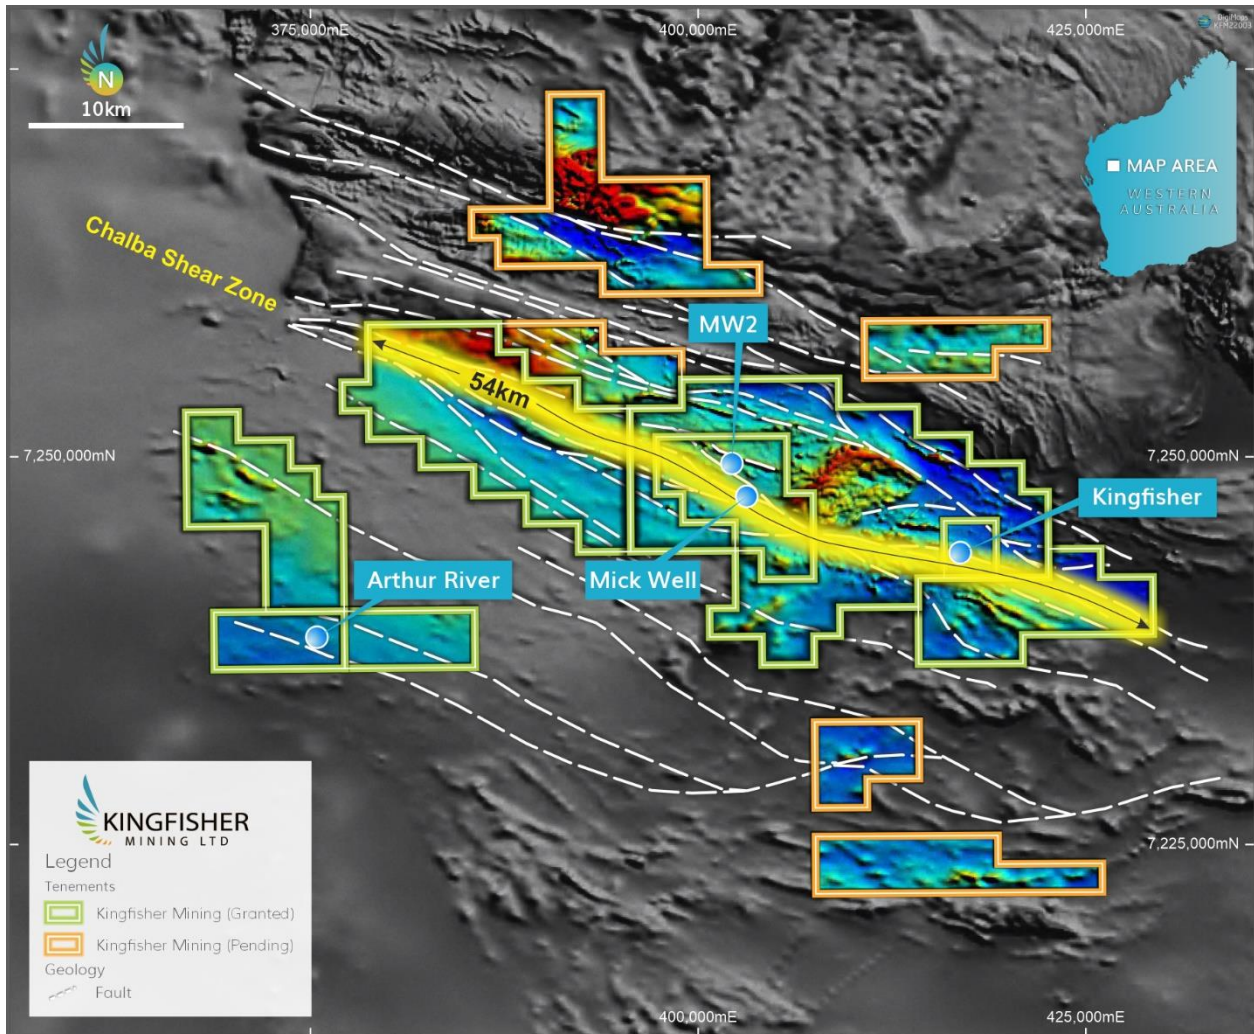 375,000mE
400,000mE
425,000mE
DigiMaps
KFM22003
N
10km
MAP AREA
WESTERN
AUSTRALIA
Chalba Shear Zone
MW2
54km
7,250,000mN
7,250,000mN
Kingfisher
Mick Well
Arthur River
KINGFISHER
MINING LTD
Legend
Tenements
Kingfisher Mining (Granted)
Kingfisher Mining (Pending)
Geology
Fault
7,225,000mN
400,000mE
425,000mE